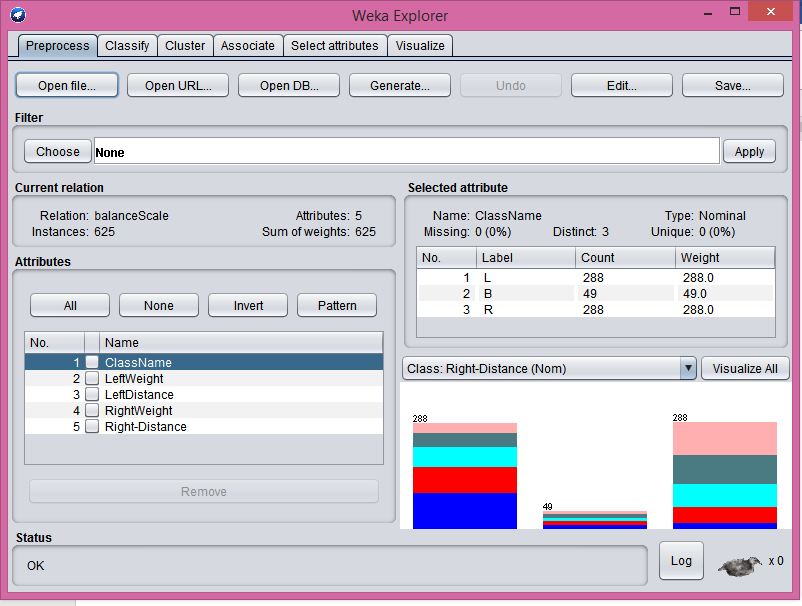 Weka Explorer
Preprocess Classify Cluster Associate Select attributes Visualize
Open file... Open URL... Open DB... Generate... Undo Edit... Save...
Filter
Choose None Apply
Current relation
Relation: balanceScale Attributes: 5
Instances: 625 Sum of weights: 625
Attributes
All None Invert Pattern
No. Name
1 ClassName
2 LeftWeight
3 LeftDistance
4 RightWeight
5 Right-Distance
Remove
Selected attribute
Name: ClassName Type: Nominal
Missing: 0 (0%) Distinct: 3 Unique: 0 (0%)
No. Label Count Weight
1 L 288 288.0
2 B 49 49.0
3 R 288 288.0
Class: Right-Distance (Nom) Visualize All
288 49 288
Status
OK Log x 0